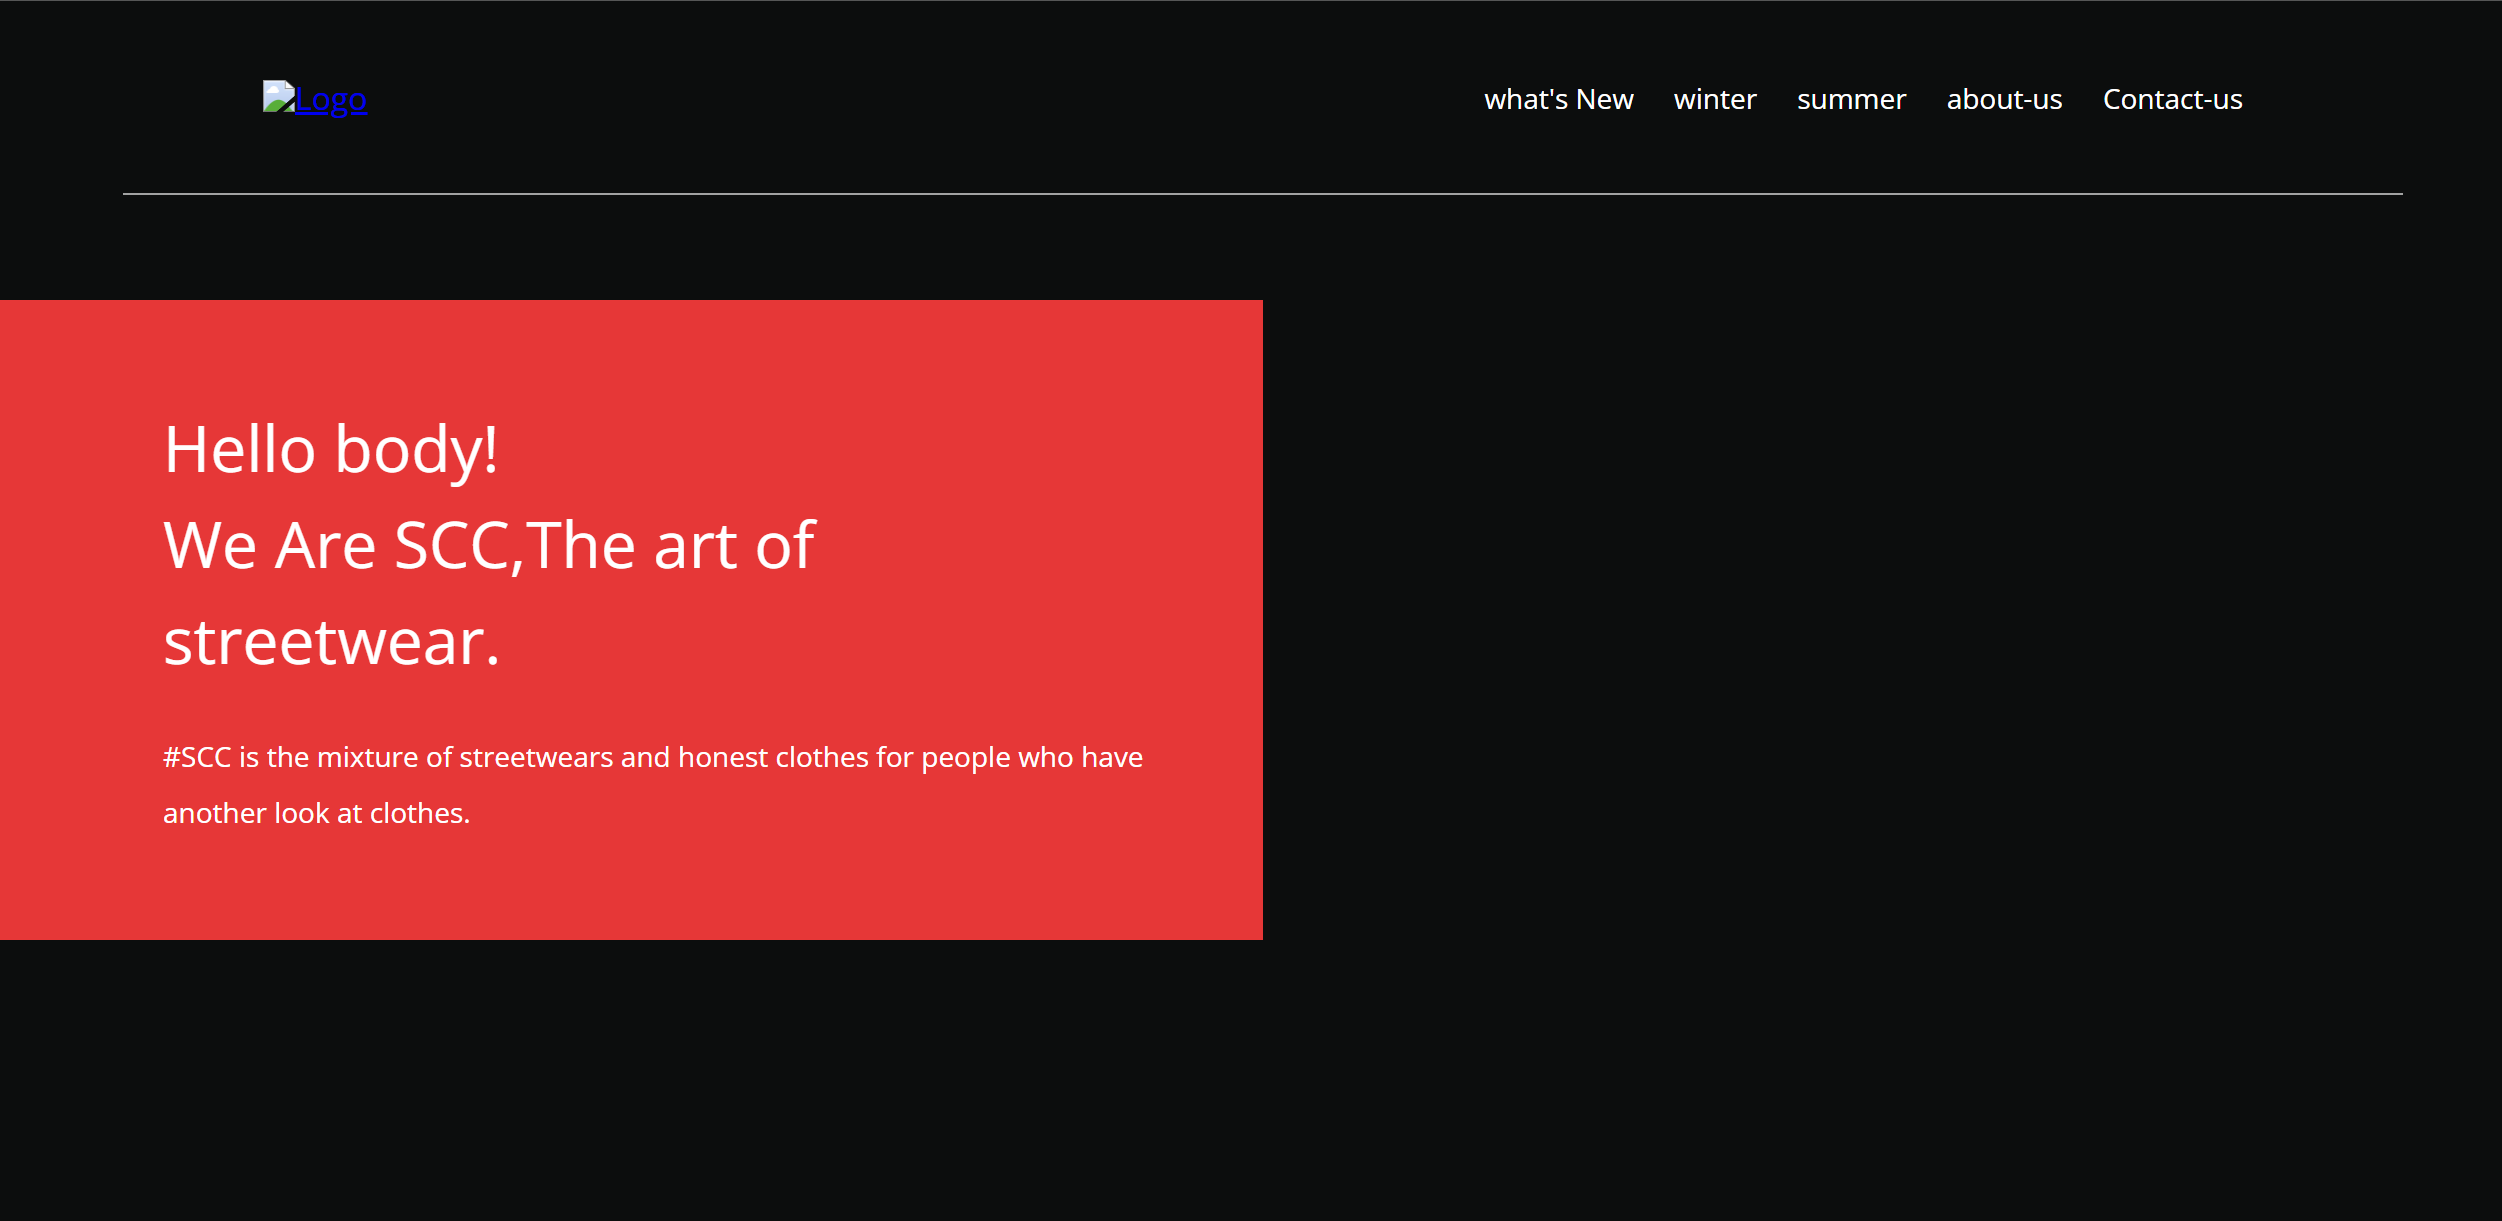 Logo what's New winter summer about-us Contact-us
Hello body!
We Are SCC,The art of
streetwear.
#SCC is the mixture of streetwears and honest clothes for people who have
another look at clothes.